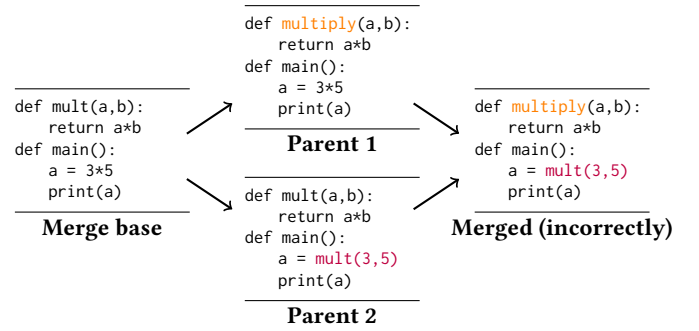 def mult(a,b):
return a*b
def main():
a = 3*5
print(a)
Merge base
def multiply(a,b):
return a*b
def main():
a = 3*5
print(a)
Parent 1
def mult(a,b):
return a*b
def main():
a = mult(3,5)
print(a)
Parent 2
def multiply(a,b):
return a*b
def main():
a = mult(3,5)
print(a)
Merged (incorrectly)